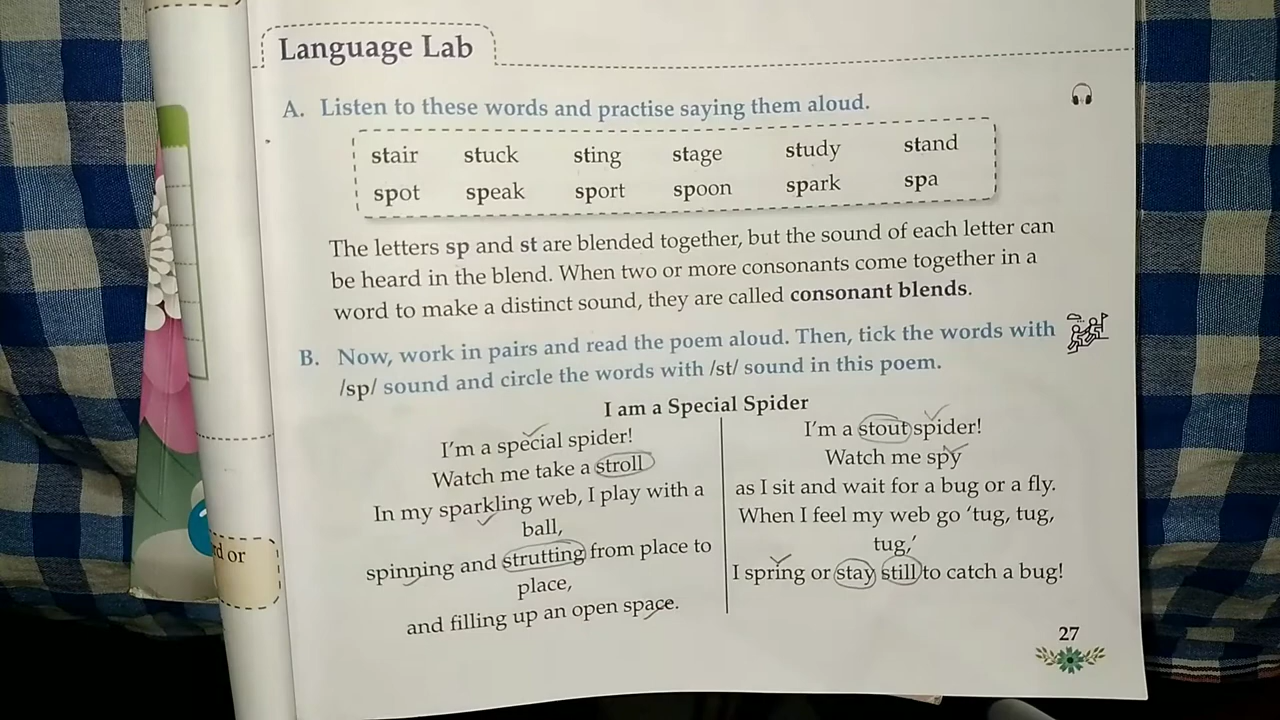 Language Lab
A. Listen to these words and practise saying them aloud.
stair stuck sting stage study stand
spot speak sport spoon spark spa
The letters sp and st are blended together, but the sound of each letter can
be heard in the blend. When two or more consonants come together in a
word to make a distinct sound, they are called consonant blends.
B. Now, work in pairs and read the poem aloud. Then, tick the words with
/sp/ sound and circle the words with /st/ sound in this poem.
I am a Special Spider
I'm a special spider!
Watch me take a stroll
In my sparkling web, I play with a
ball,
spinning and strutting from place to
place,
and filling up an open space.
I'm a stout spider!
Watch me spy
as I sit and wait for a bug or a fly.
When I feel my web go 'tug, tug,
tug,'
I spring or stay still to catch a bug!
27
or